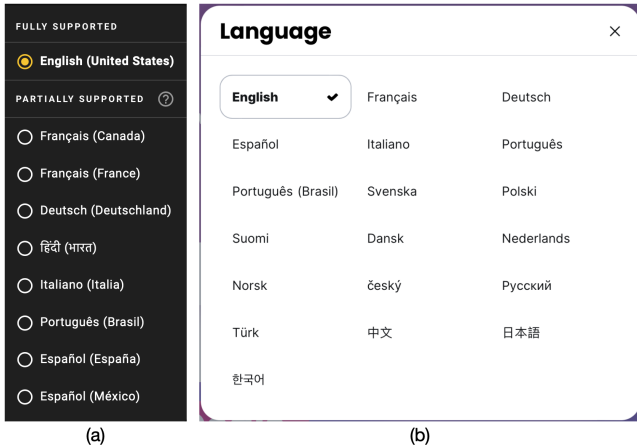 FULLY SUPPORTED
English (United States)
PARTIALLY SUPPORTED ?
Français (Canada)
Français (France)
Deutsch (Deutschland)
हिंदी (भारत)
Italiano (Italia)
Português (Brasil)
Español (España)
Español (México)
(a)
Language
English Français Deutsch
Español Italiano Português
Português (Brasil) Svenska Polski
Suomi Dansk Nederlands
Norsk český Русский
Türk 中文 日本語
한국어
(b)